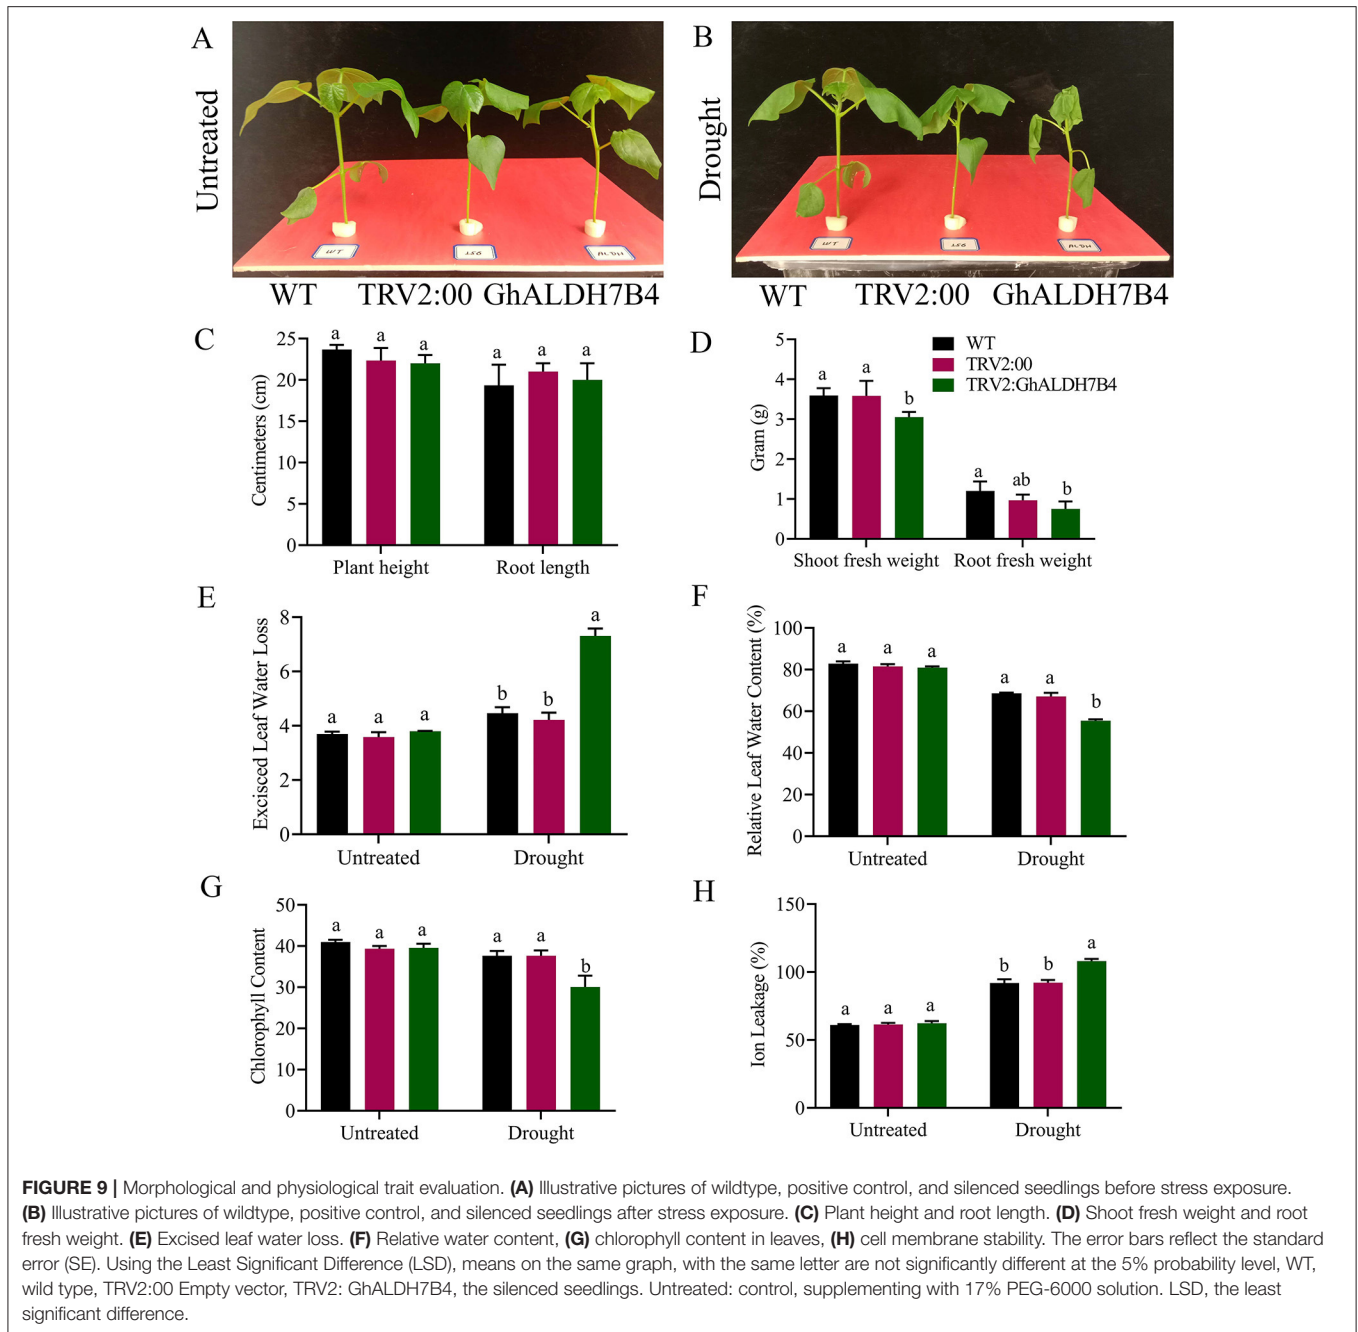 A
B
Untreated
Drought
WT
156
ALDH
WT
156
ALDH
WT TRV2:00 GhALDH7B4
WT TRV2:00 GhALDH7B4
C
25
20
15
10
5
0
Centimeters (cm)
a a a
a a a
Plant height
Root length
D
5
4
3
2
1
0
Gram (g)
WT
TRV2:00
TRV2:GhALDH7B4
a a b
a ab b
Shoot fresh weight
Root fresh weight
E
8
6
4
2
0
Excisced Leaf Water Loss
a a a
b b a
Untreated
Drought
F
100
80
60
40
20
0
Relative Leaf Water Content (%)
a a a
a a b
Untreated
Drought
G
50
40
30
20
10
0
Chlorophyll Content
a a a
a a b
Untreated
Drought
H
150
100
50
0
Ion Leakage (%)
a a a
b b a
Untreated
Drought
FIGURE 9 | Morphological and physiological trait evaluation. (A) Illustrative pictures of wildtype, positive control, and silenced seedlings before stress exposure.
(B) Illustrative pictures of wildtype, positive control, and silenced seedlings after stress exposure. (C) Plant height and root length. (D) Shoot fresh weight and root
fresh weight. (E) Excised leaf water loss. (F) Relative water content, (G) chlorophyll content in leaves, (H) cell membrane stability. The error bars reflect the standard
error (SE). Using the Least Significant Difference (LSD), means on the same graph, with the same letter are not significantly different at the 5% probability level, WT,
wild type, TRV2:00 Empty vector, TRV2: GhALDH7B4, the silenced seedlings. Untreated: control, supplementing with 17% PEG-6000 solution. LSD, the least
significant difference.